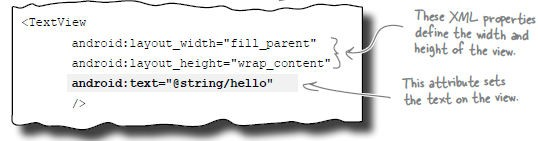 <TextView
android:layout_width="fill_parent"
android:layout_height="wrap_content"
android:text="@string/hello"
/>
These XML properties
define the width and
height of the view.
This attribute sets
the text on the view.